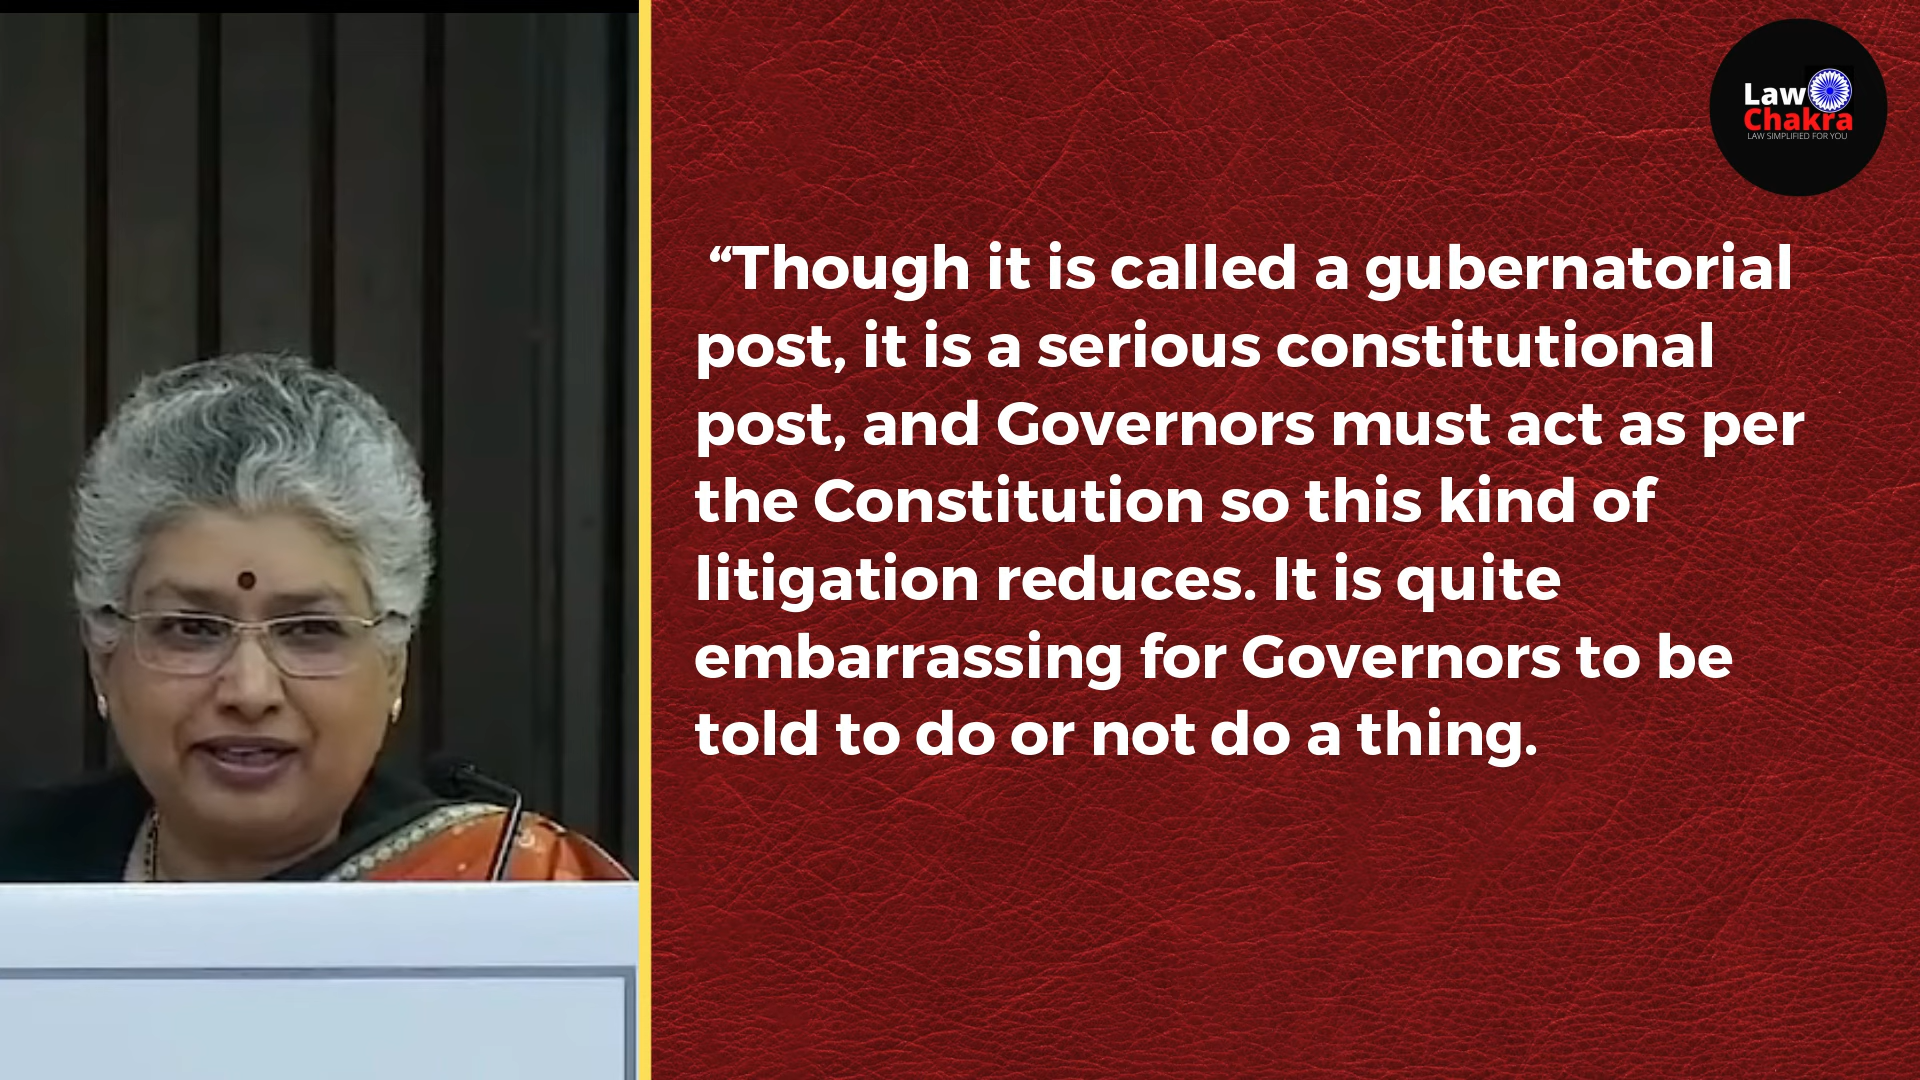 Law
Chakra
LAW SIMPLIFIED FOR YOU
“Though it is called a gubernatorial
post, it is a serious constitutional
post, and Governors must act as per
the Constitution so this kind of
litigation reduces. It is quite
embarrassing for Governors to be
told to do or not do a thing.